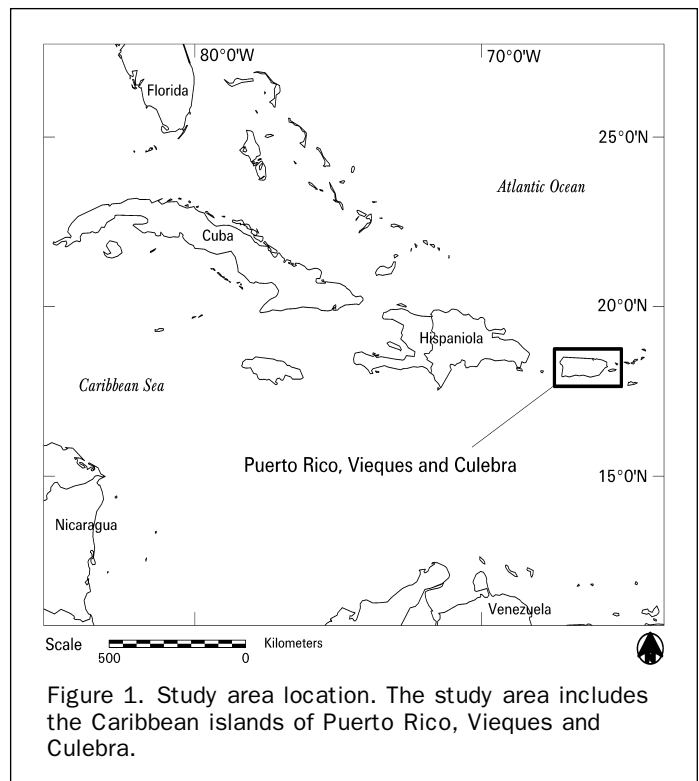 80°0'W
70°0'W
Florida
25°0'N
Atlantic Ocean
Cuba
20°0'N
Hispaniola
Caribbean Sea
Puerto Rico, Vieques and Culebra
15°0'N
Nicaragua
Venezuela
Scale
Kilometers
500
0
Figure 1. Study area location. The study area includes
the Caribbean islands of Puerto Rico, Vieques and
Culebra.